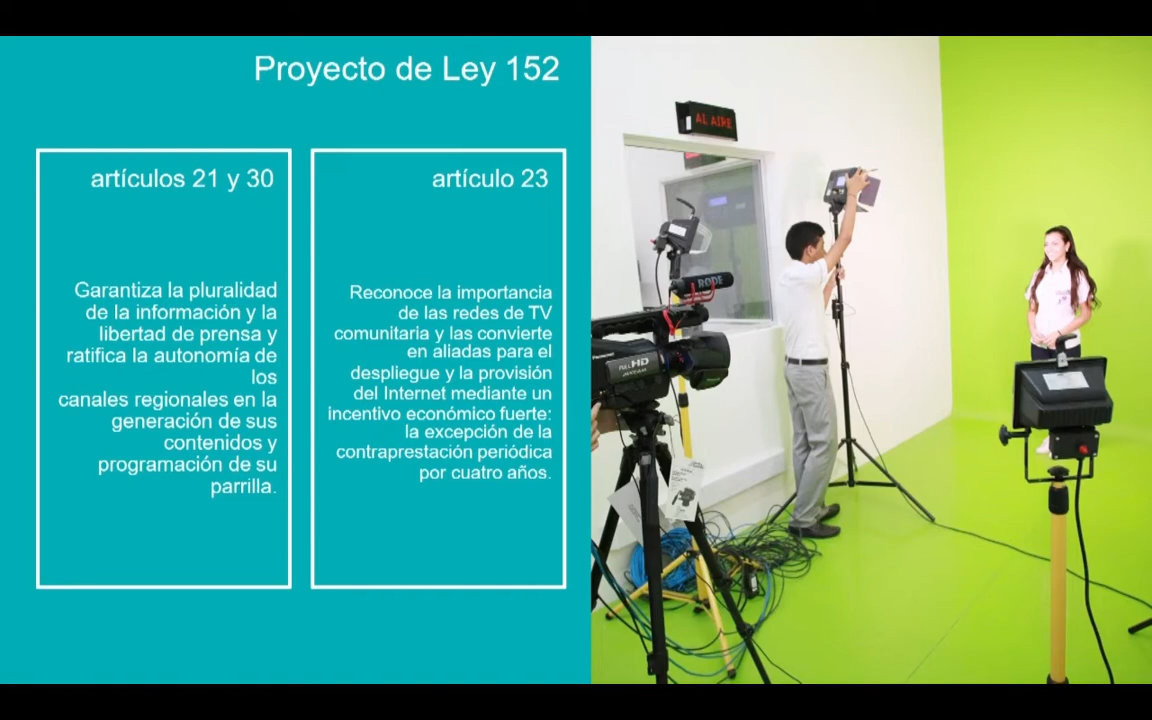 Proyecto de Ley 152
artículos 21 y 30
Garantiza la pluralidad
de la información y la
libertad de prensa y
ratifica la autonomía de
los
canales regionales en la
generación de sus
contenidos y
programación de su
parrilla.
artículo 23
Reconoce la importancia
de las redes de TV
comunitaria y las convierte
en aliadas para el
despliegue y la provisión
del Internet mediante un
incentivo económico fuerte:
la excepción de la
contraprestación periódica
por cuatro años.
AL AIRE
RODE
Panasonic
FULL HD